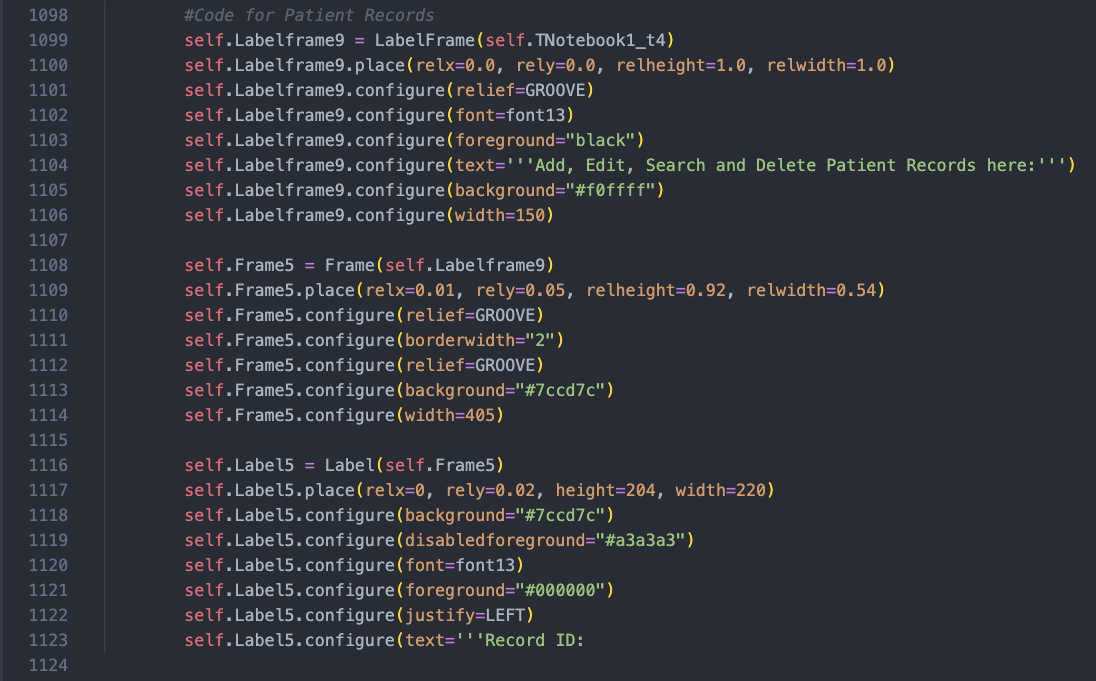 1098 #Code for Patient Records
1099 self.Labelframe9 = LabelFrame(self.TNotebook1_t4)
1100 self.Labelframe9.place(relx=0.0, rely=0.0, relheight=1.0, relwidth=1.0)
1101 self.Labelframe9.configure(relief=GROOVE)
1102 self.Labelframe9.configure(font=font13)
1103 self.Labelframe9.configure(foreground="black")
1104 self.Labelframe9.configure(text='''Add, Edit, Search and Delete Patient Records here:''')
1105 self.Labelframe9.configure(background="#f0ffff")
1106 self.Labelframe9.configure(width=150)
1107
1108 self.Frame5 = Frame(self.Labelframe9)
1109 self.Frame5.place(relx=0.01, rely=0.05, relheight=0.92, relwidth=0.54)
1110 self.Frame5.configure(relief=GROOVE)
1111 self.Frame5.configure(borderwidth="2")
1112 self.Frame5.configure(relief=GROOVE)
1113 self.Frame5.configure(background="#7ccd7c")
1114 self.Frame5.configure(width=405)
1115
1116 self.Label5 = Label(self.Frame5)
1117 self.Label5.place(relx=0, rely=0.02, height=204, width=220)
1118 self.Label5.configure(background="#7ccd7c")
1119 self.Label5.configure(disabledforeground="#a3a3a3")
1120 self.Label5.configure(font=font13)
1121 self.Label5.configure(foreground="#000000")
1122 self.Label5.configure(justify=LEFT)
1123 self.Label5.configure(text='''Record ID:
1124